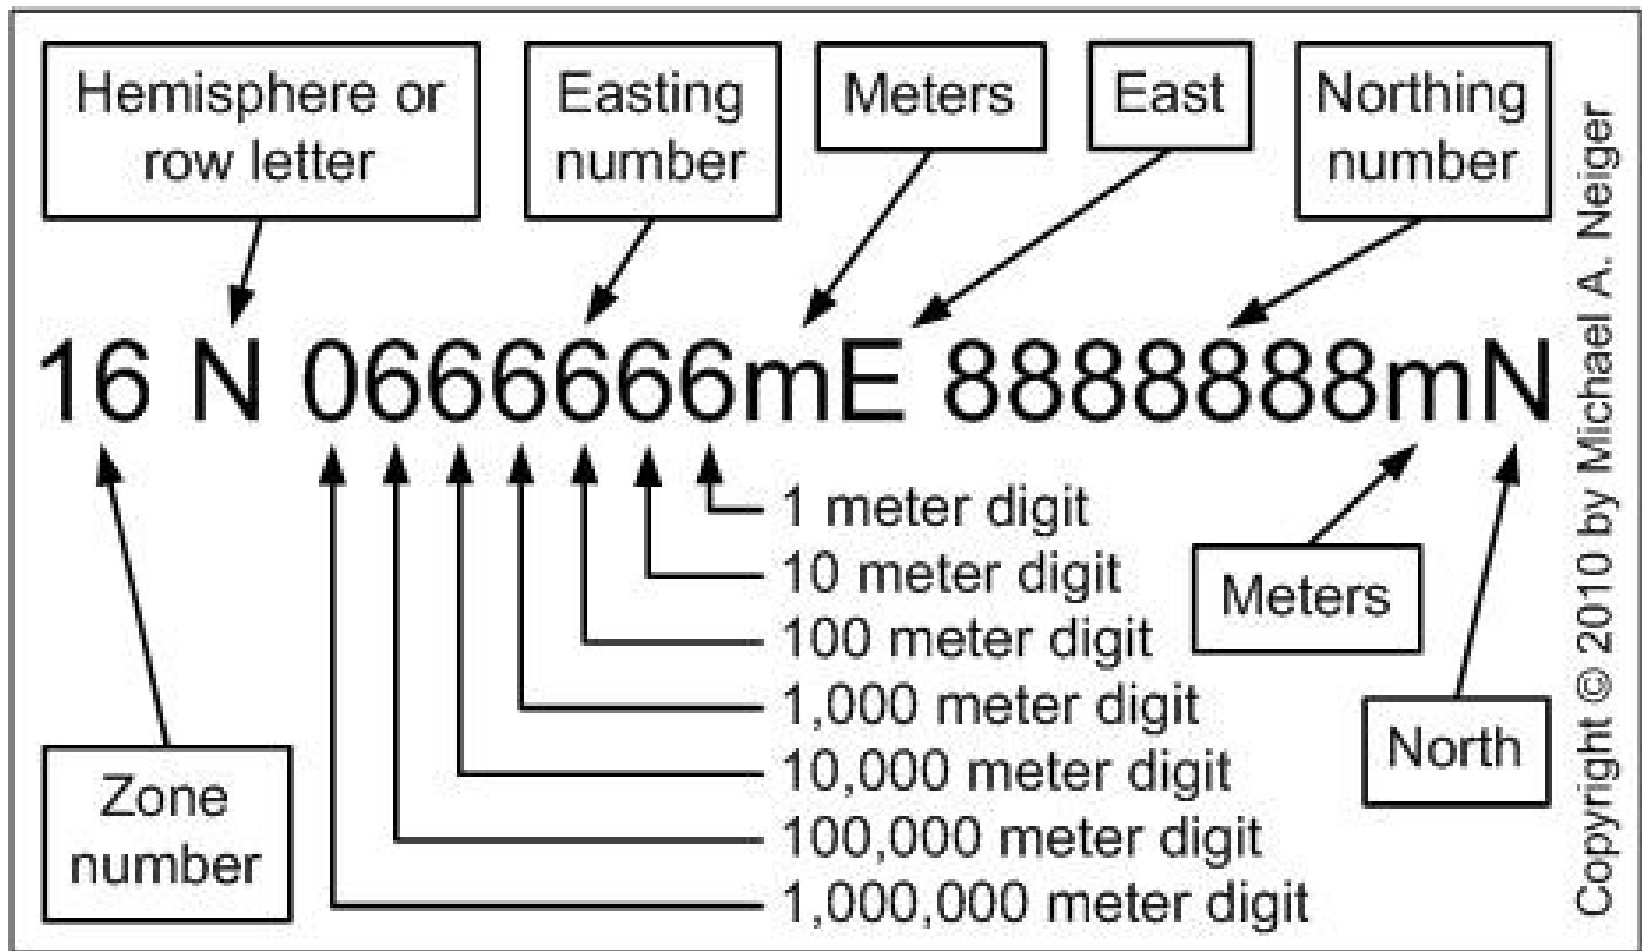 Hemisphere or
row letter
Easting
number
Meters
East
Northing
number
16 N 0666666mE 8888888mN
1 meter digit
10 meter digit
100 meter digit
1,000 meter digit
10,000 meter digit
100,000 meter digit
1,000,000 meter digit
Meters
North
Zone
number
Copyright © 2010 by Michael A. Neiger